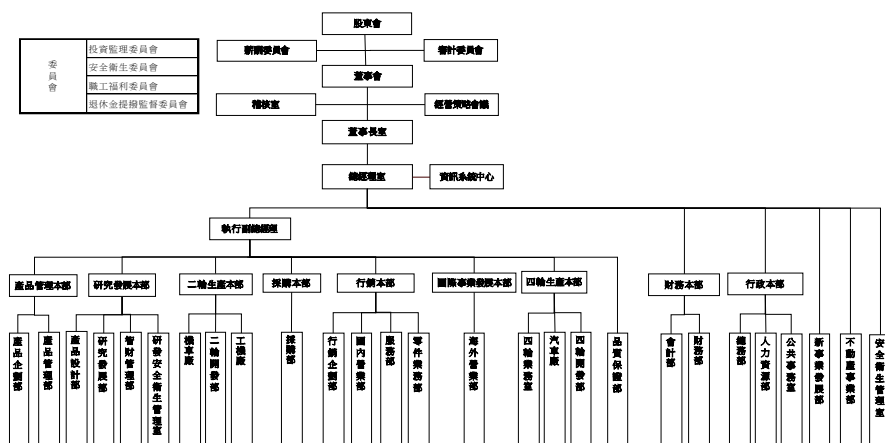 股東會
薪酬委員會
審計委員會
委員會
投資監理委員會
安全衛生委員會
職工福利委員會
退休金提撥監督委員會
董事會
稽核室
經營策略會議
董事長室
總經理室
資訊系統中心
執行副總經理
產品管理本部
研究發展本部
二輪生產本部
採購本部
行銷本部
國際事業發展本部
四輪生產本部
財務本部
行政本部
產品企劃部
產品管理部
產品設計部
研究發展部
智財管理部
研發安全衛生管理室
機車廠
二輪開發部
工機廠
採購部
行銷企劃部
國內營業部
服務部
零件業務部
海外營業部
四輪業務室
汽車廠
四輪開發部
品質保證部
會計部
財務部
總務部
人力資源部
公共事務室
新事業發展部
不動產事業部
安全衛生管理室